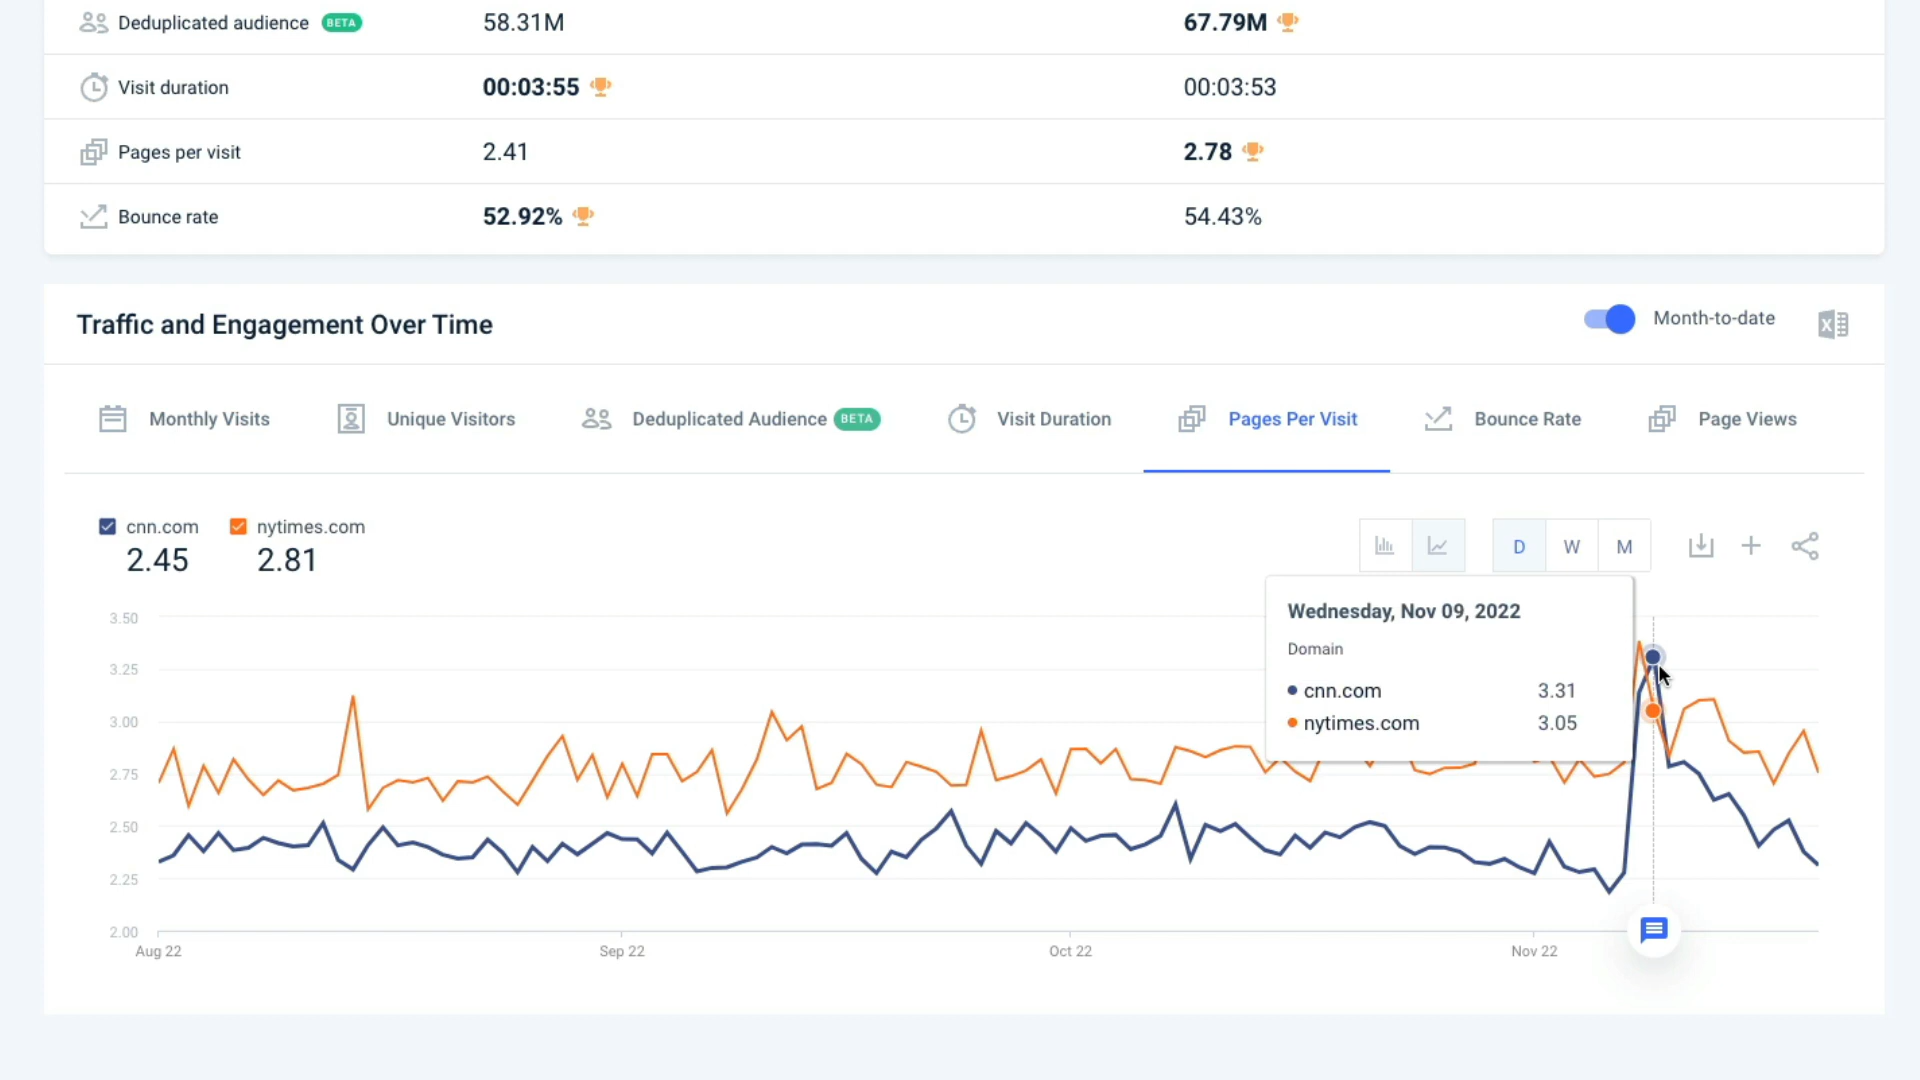 Deduplicated audience BETA 58.31M 67.79M
Visit duration 00:03:55 00:03:53
Pages per visit 2.41 2.78
Bounce rate 52.92% 54.43%
Traffic and Engagement Over Time
Month-to-date
Monthly Visits Unique Visitors Deduplicated Audience BETA Visit Duration Pages Per Visit Bounce Rate Page Views
cnn.com nytimes.com
2.45 2.81
D W M
Wednesday, Nov 09, 2022
Domain
cnn.com 3.31
nytimes.com 3.05
3.50
3.25
3.00
2.75
2.50
2.25
2.00
Aug 22 Sep 22 Oct 22 Nov 22